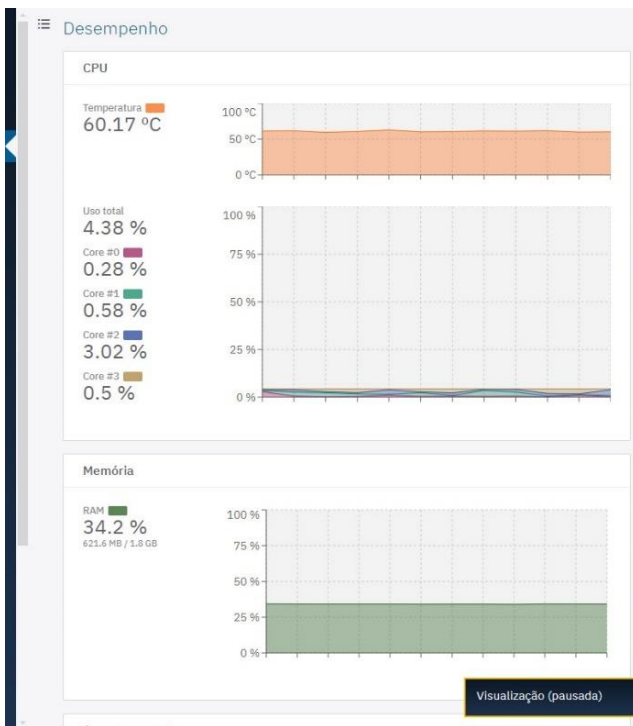 Desempenho
CPU
Temperatura
60.17 ºC
100 ºC
50 ºC
0 ºC
Uso total
4.38 %
Core #0
0.28 %
Core #1
0.58 %
Core #2
3.02 %
Core #3
0.5 %
100 %
75 %
50 %
25 %
0 %
Memória
RAM
34.2 %
621.6 MB / 1.8 GB
100 %
75 %
50 %
25 %
0 %
Visualização (pausada)